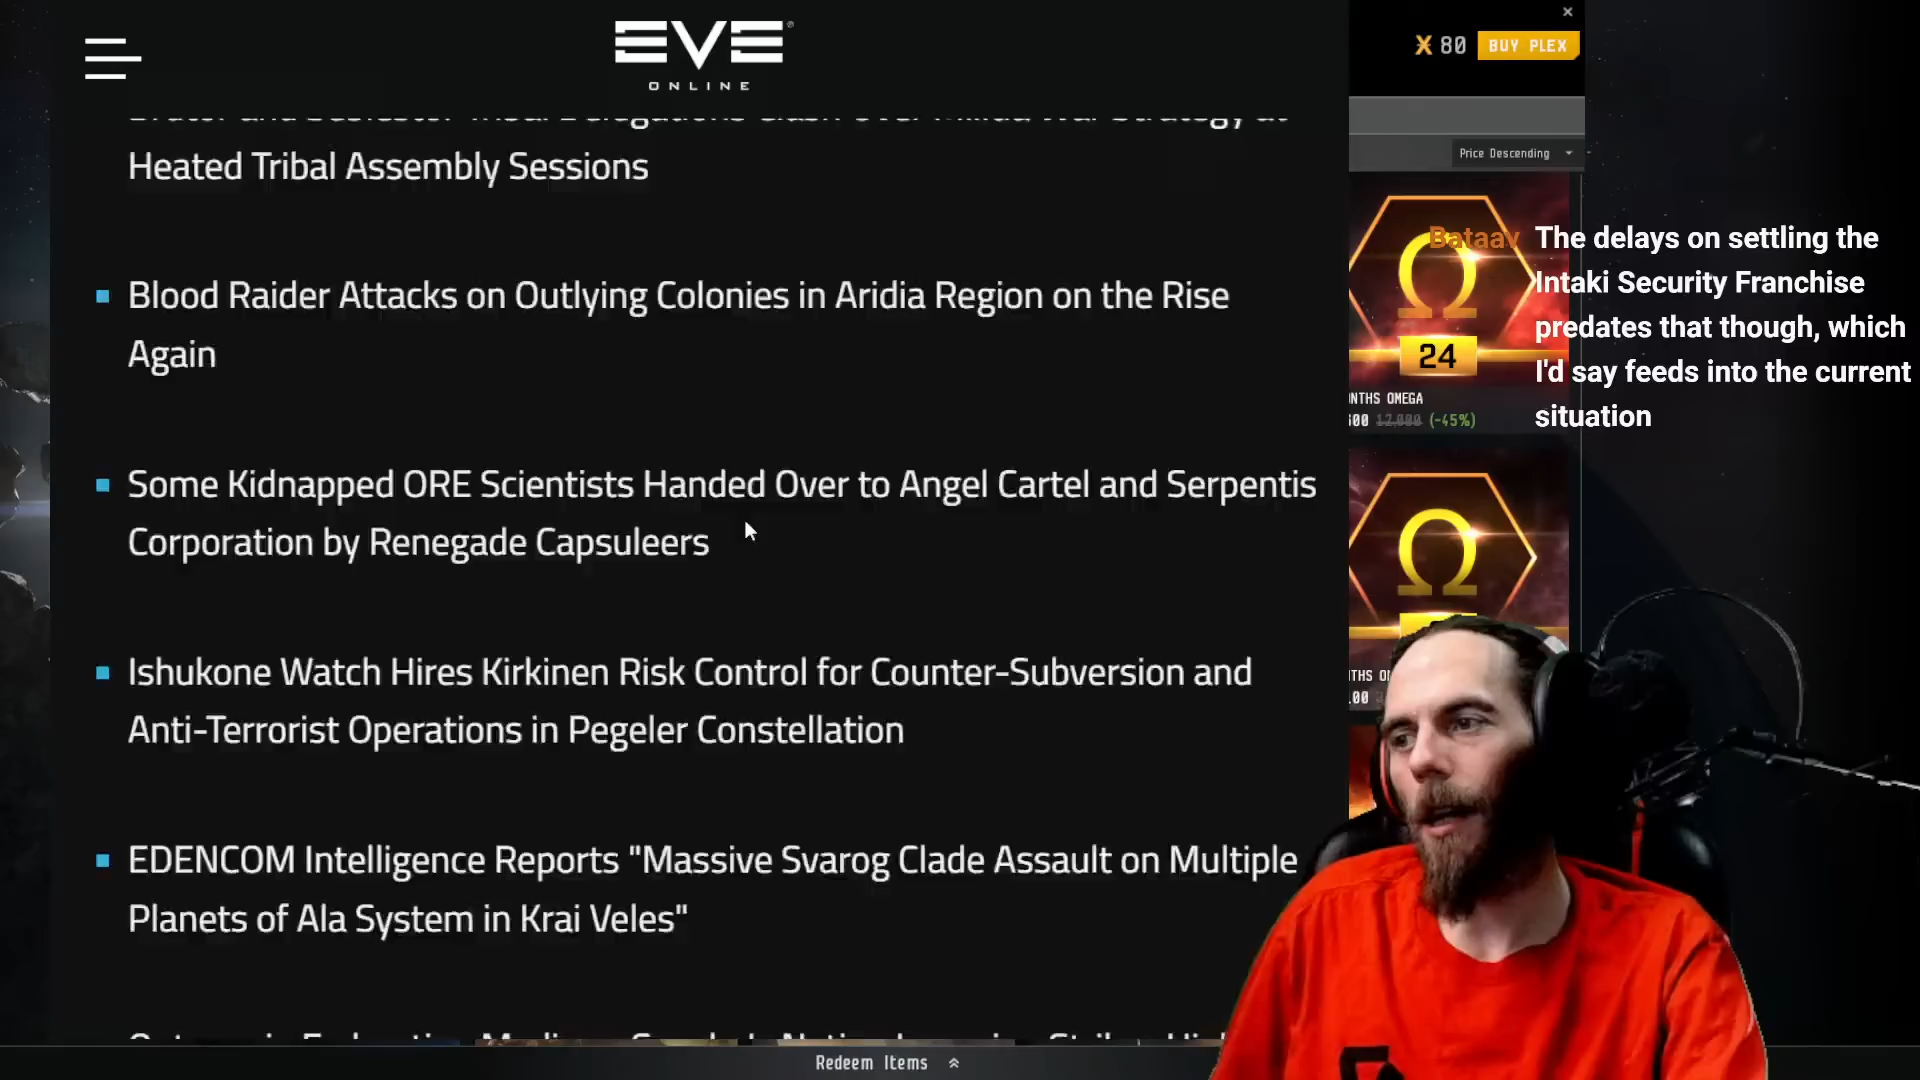 EVE
ONLINE
80
BUY PLEX
Price Descending
Heated Tribal Assembly Sessions
Blood Raider Attacks on Outlying Colonies in Aridia Region on the Rise
Again
Some Kidnapped ORE Scientists Handed Over to Angel Cartel and Serpentis
Corporation by Renegade Capsuleers
Ishukone Watch Hires Kirkinen Risk Control for Counter-Subversion and
Anti-Terrorist Operations in Pegeler Constellation
EDENCOM Intelligence Reports "Massive Svarog Clade Assault on Multiple
Planets of Ala System in Krai Veles"
Ω
24
NTHS OMEGA
600 (-45%)
Ω
Bataav The delays on settling the
Intaki Security Franchise
predates that though, which
I'd say feeds into the current
situation
Redeem Items